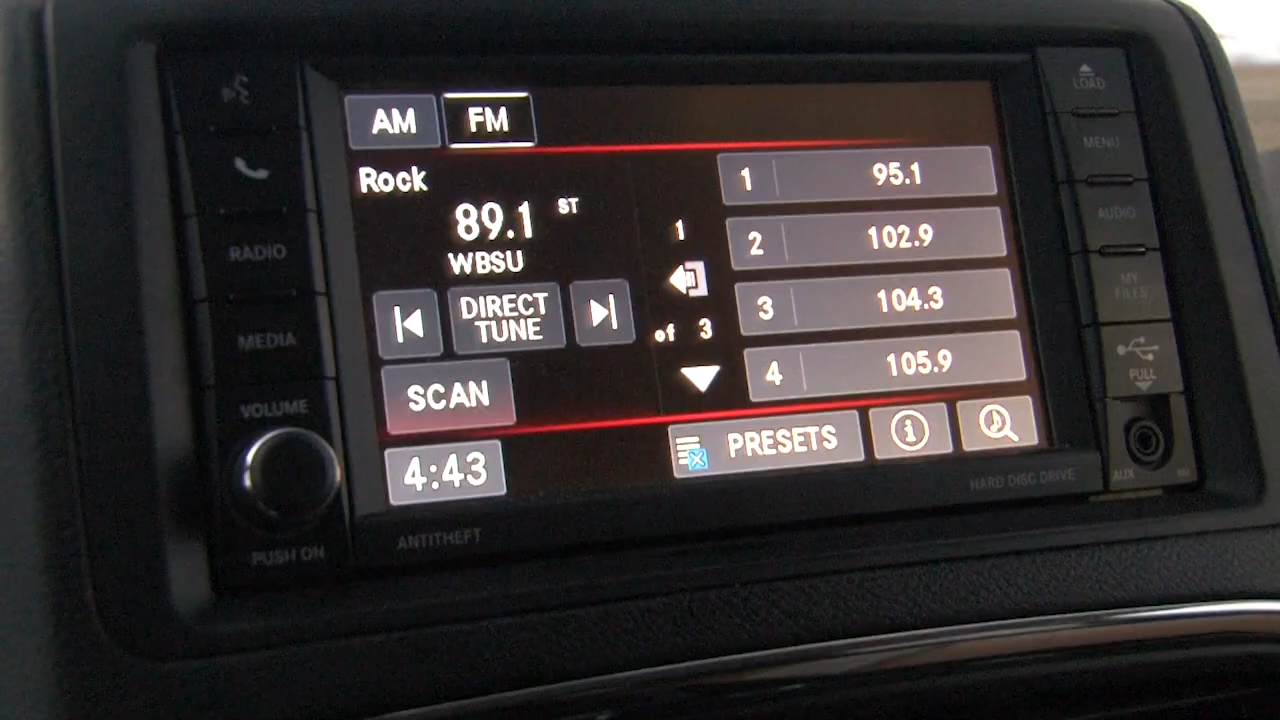 LOAD
MENU
AUDIO
MY
FILES
PULL
AUX
RADIO
MEDIA
VOLUME
PUSH ON
ANTITHEFT
HARD DISC DRIVE
AM
FM
Rock
89.1 ST
WBSU
DIRECT
TUNE
SCAN
4:43
1
of 3
1 95.1
2 102.9
3 104.3
4 105.9
PRESETS